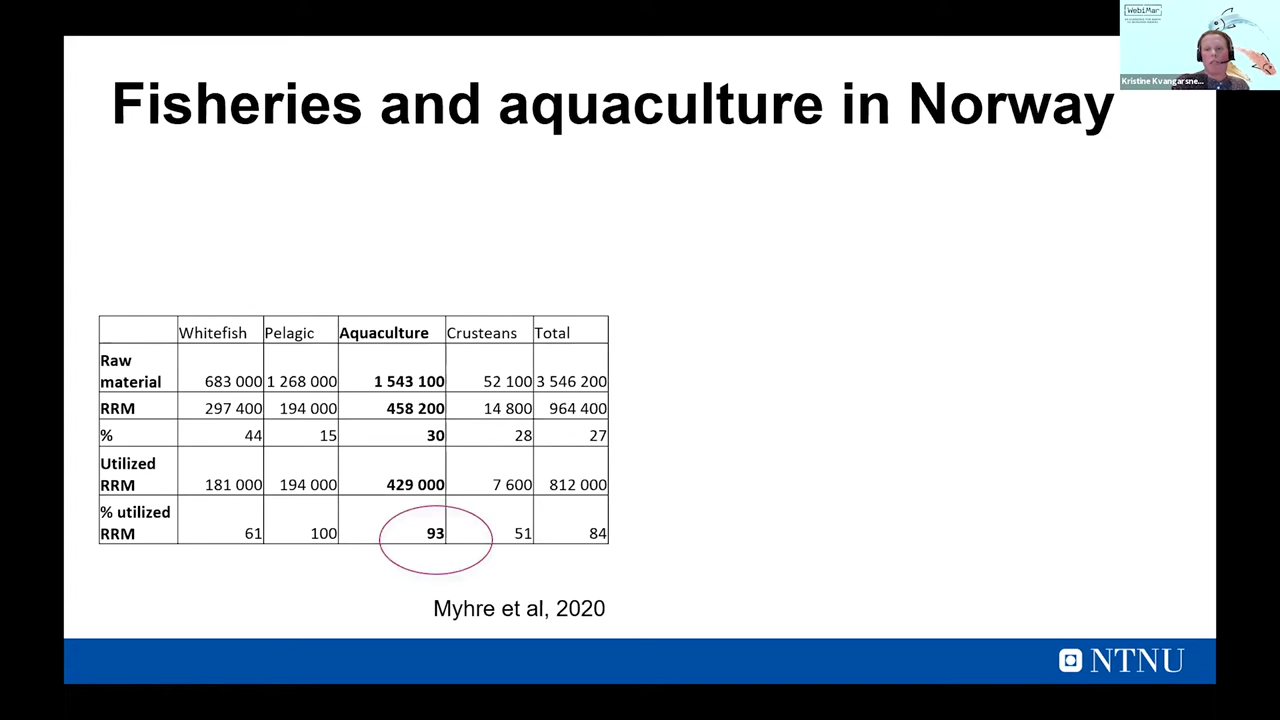 WebiMar
Kristine Kvangarsne...
Fisheries and aquaculture in Norway
Whitefish Pelagic Aquaculture Crusteans Total
Raw
material 683 000 1 268 000 1 543 100 52 100 3 546 200
RRM 297 400 194 000 458 200 14 800 964 400
% 44 15 30 28 27
Utilized
RRM 181 000 194 000 429 000 7 600 812 000
% utilized
RRM 61 100 93 51 84
Myhre et al, 2020
NTNU